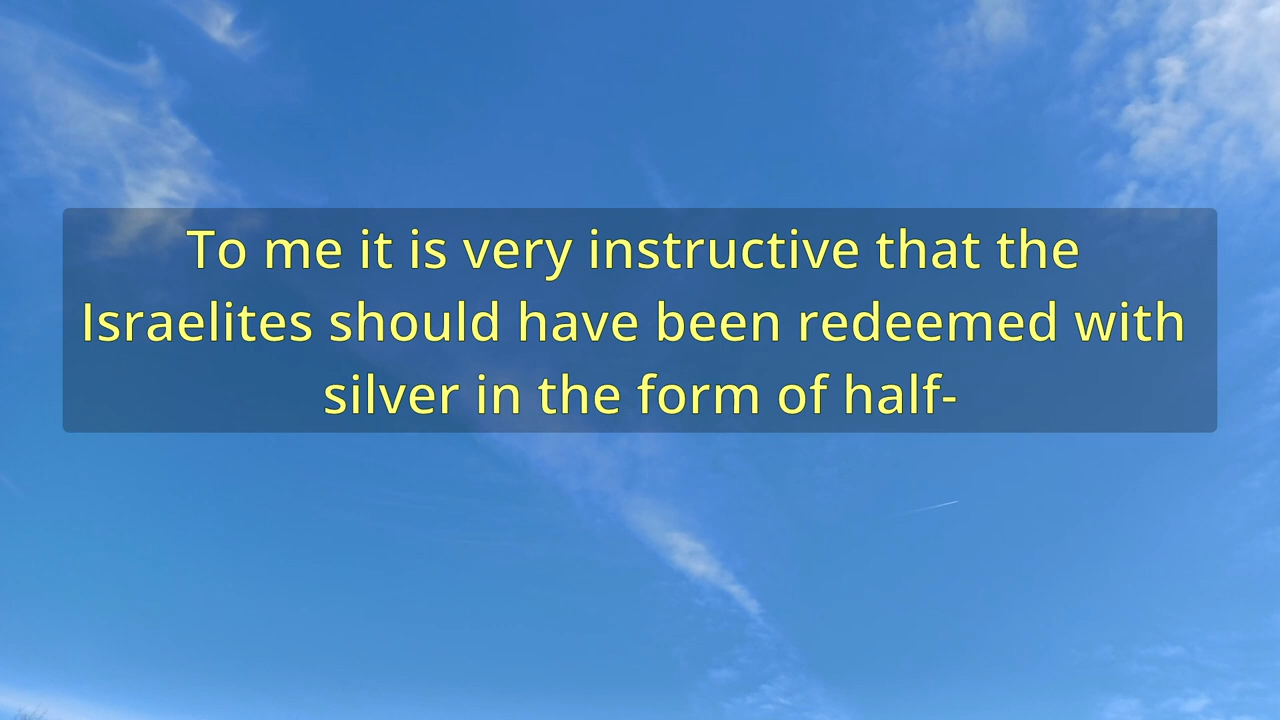 To me it is very instructive that the
Israelites should have been redeemed with
silver in the form of half-